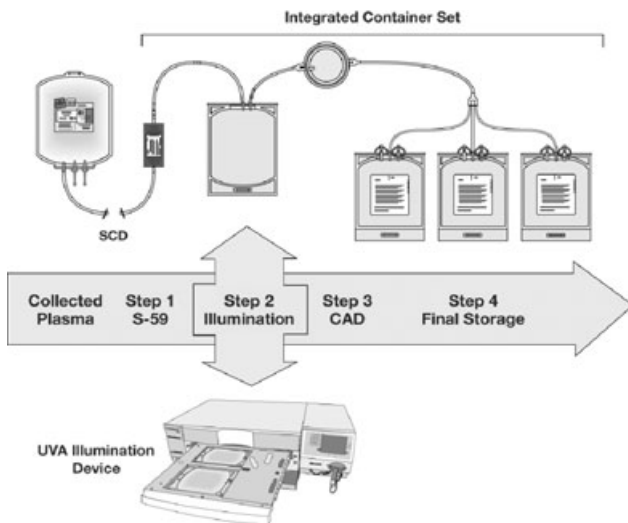 Integrated Container Set
SCD
Collected
Plasma
Step 1
S-59
Step 2
Illumination
Step 3
CAD
Step 4
Final Storage
UVA Illumination
Device